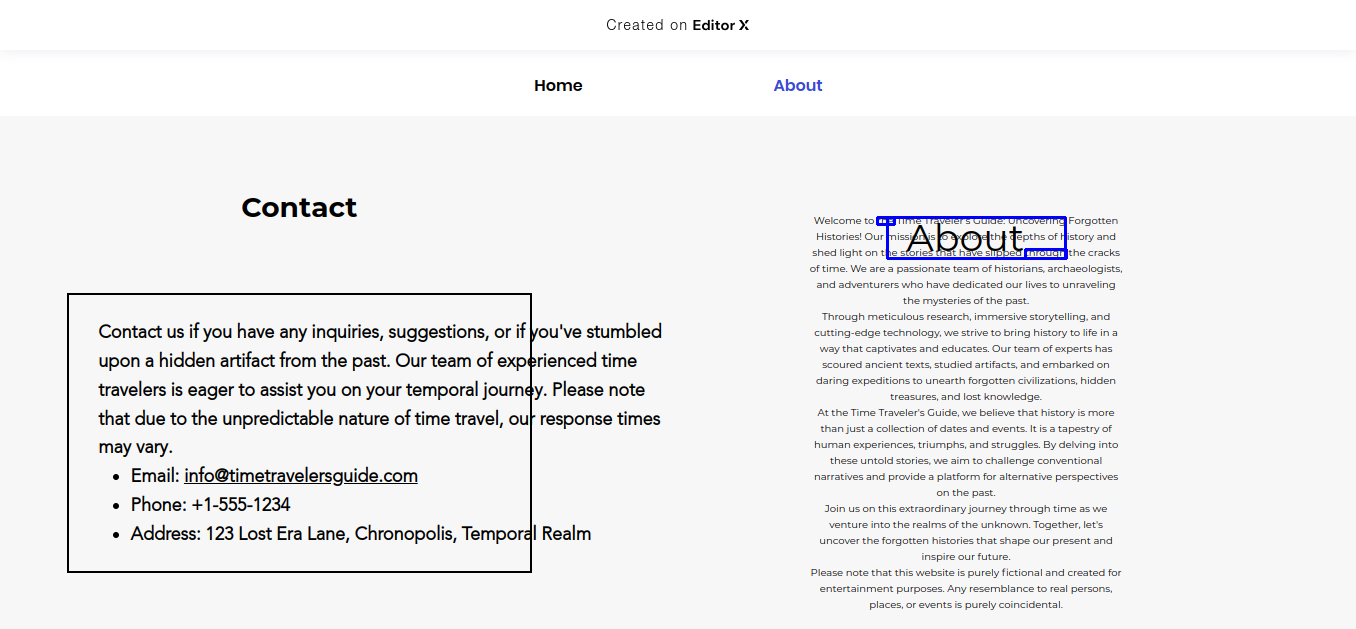 Created on Editor X
Home
About
Contact
Contact us if you have any inquiries, suggestions, or if you've stumbled
upon a hidden artifact from the past. Our team of experienced time
travelers is eager to assist you on your temporal journey. Please note
that due to the unpredictable nature of time travel, our response times
may vary.
• Email: info@timetravelersguide.com
• Phone: +1-555-1234
• Address: 123 Lost Era Lane, Chronopolis, Temporal Realm
About
Welcome to the Time Traveler's Guide: Uncovering Forgotten
Histories! Our mission is to explore the depths of history and
shed light on the stories that have slipped through the cracks
of time. We are a passionate team of historians, archaeologists,
and adventurers who have dedicated our lives to unraveling
the mysteries of the past.
Through meticulous research, immersive storytelling, and
cutting-edge technology, we strive to bring history to life in a
way that captivates and educates. Our team of experts has
scoured ancient texts, studied artifacts, and embarked on
daring expeditions to unearth forgotten civilizations, hidden
treasures, and lost knowledge.
At the Time Traveler's Guide, we believe that history is more
than just a collection of dates and events. It is a tapestry of
human experiences, triumphs, and struggles. By delving into
these untold stories, we aim to challenge conventional
narratives and provide a platform for alternative perspectives
on the past.
Join us on this extraordinary journey through time as we
venture into the realms of the unknown. Together, let's
uncover the forgotten histories that shape our present and
inspire our future.
Please note that this website is purely fictional and created for
entertainment purposes. Any resemblance to real persons,
places, or events is purely coincidental.